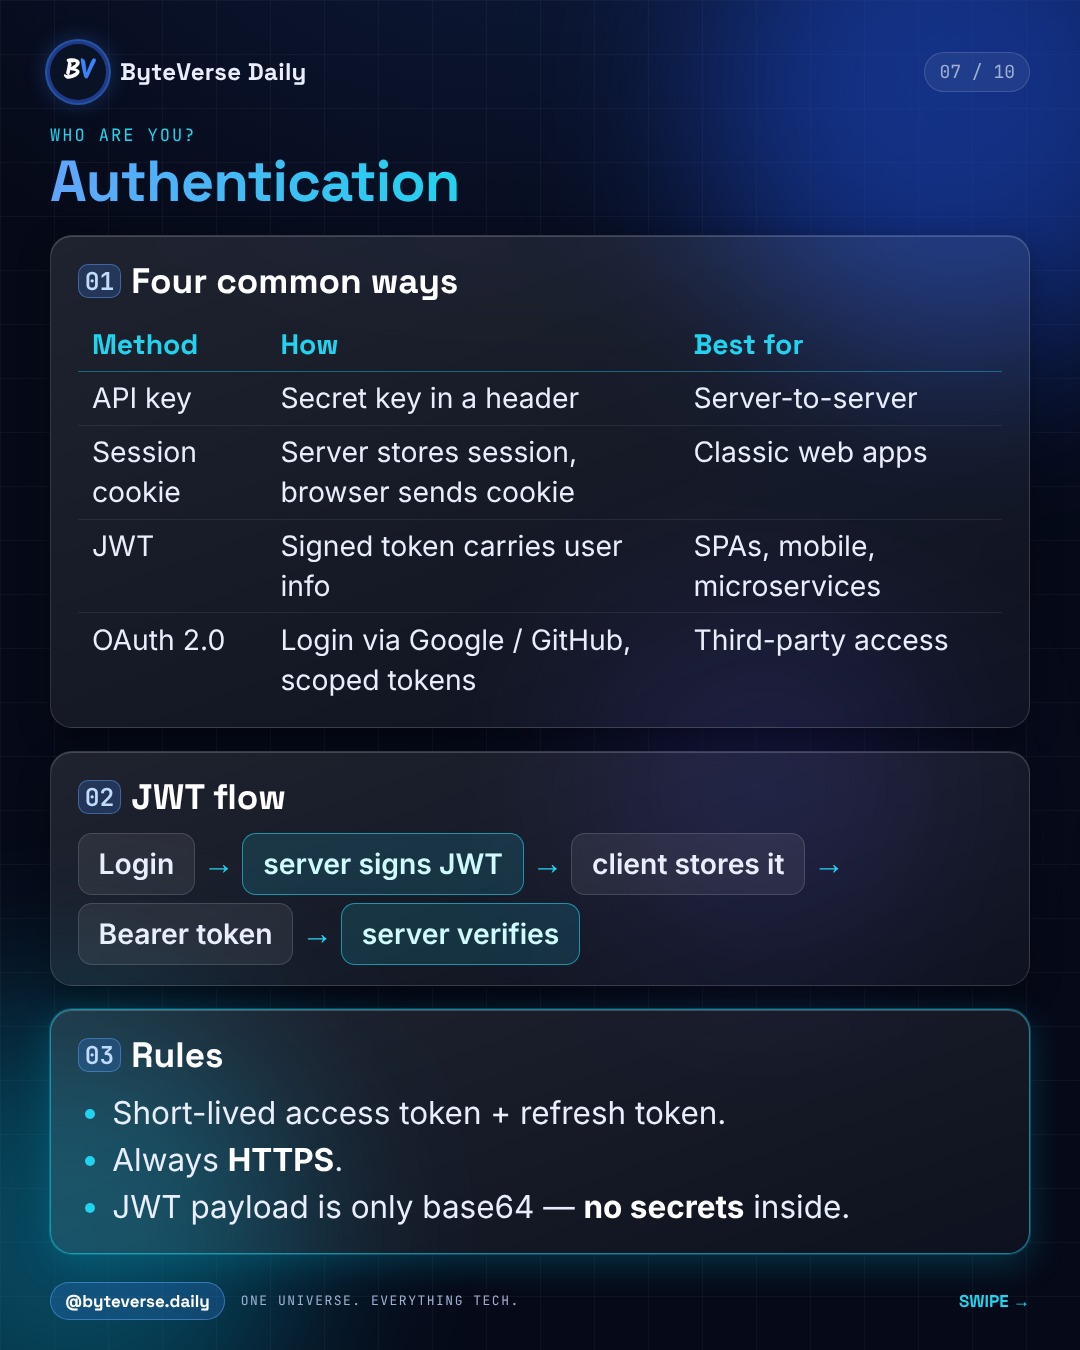 BV ByteVerse Daily
07 / 10
WHO ARE YOU?
Authentication
01 Four common ways
Method How Best for
API key Secret key in a header Server-to-server
Session cookie Server stores session, browser sends cookie Classic web apps
JWT Signed token carries user info SPAs, mobile, microservices
OAuth 2.0 Login via Google / GitHub, scoped tokens Third-party access
02 JWT flow
Login → server signs JWT → client stores it →
Bearer token → server verifies
03 Rules
• Short-lived access token + refresh token.
• Always HTTPS.
• JWT payload is only base64 — no secrets inside.
@byteverse.daily ONE UNIVERSE. EVERYTHING TECH. SWIPE →